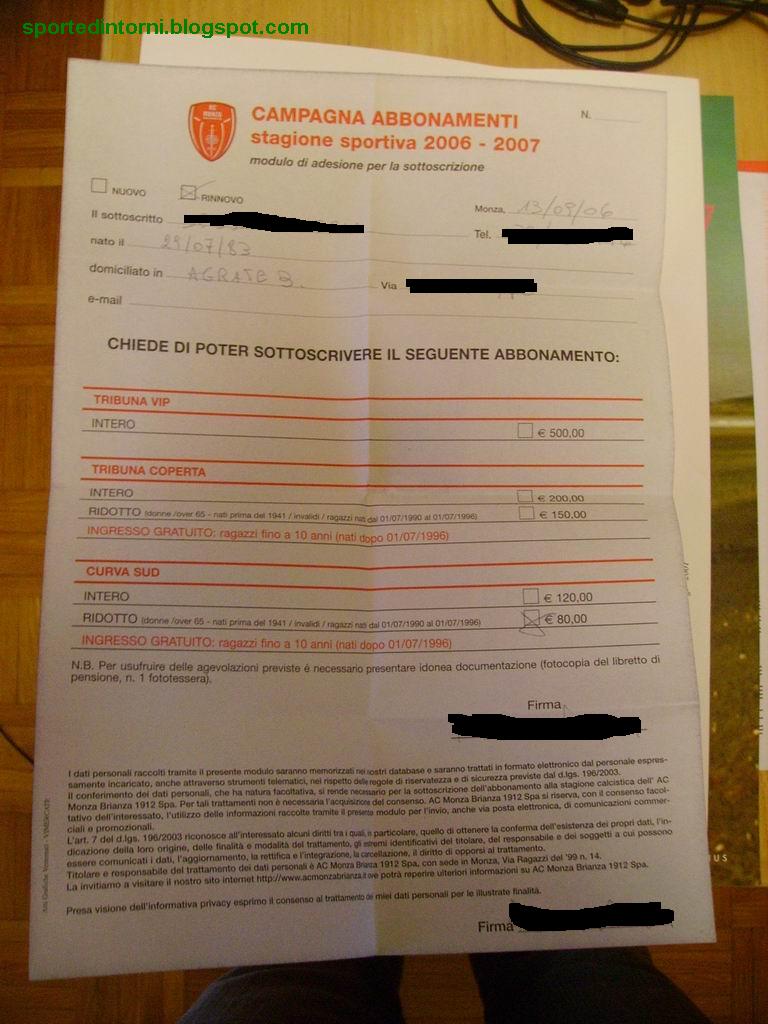 sportedintorni.blogspot.com
AC
MONZA
CAMPAGNA ABBONAMENTI
N.
stagione sportiva 2006 - 2007
modulo di adesione per la sottoscrizione
NUOVO RINNOVO
Monza, 13/09/06
Il sottoscritto
Tel.
nato il 29/07/83
domiciliato in AGRATE B. Via
e-mail
CHIEDE DI POTER SOTTOSCRIVERE IL SEGUENTE ABBONAMENTO:
TRIBUNA VIP
INTERO € 500,00
TRIBUNA COPERTA
INTERO € 200,00
RIDOTTO (donne /over 65 - nati prima del 1941 / invalidi / ragazzi nati dal 01/07/1990 al 01/07/1996) € 150,00
INGRESSO GRATUITO: ragazzi fino a 10 anni (nati dopo 01/07/1996)
CURVA SUD
INTERO € 120,00
RIDOTTO (donne /over 65 - nati prima del 1941 / invalidi / ragazzi nati dal 01/07/1990 al 01/07/1996) € 80,00
INGRESSO GRATUITO: ragazzi fino a 10 anni (nati dopo 01/07/1996)
N.B. Per usufruire delle agevolazioni previste é necessario presentare idonea documentazione (fotocopia del libretto di
pensione, n. 1 fototessera).
Firma
I dati personali raccolti tramite il presente modulo saranno memorizzati nei nostri database e saranno trattati in formato elettronico dal personale espres-
samente incaricato, anche attraverso strumenti telematici, nel rispetto delle regole di riservatezza e di sicurezza previste dal d.lgs. 196/2003.
Il conferimento dei dati personali, che ha natura facoltativa, si rende necessario per la sottoscrizione dell'abbonamento alla stagione calcistica dell' AC
Monza Brianza 1912 Spa. Per tali trattamenti non è necessaria l'acquisizione del consenso. AC Monza Brianza 1912 Spa si riserva, con il consenso facol-
tativo dell'interessato, l'utilizzo delle informazioni raccolte tramite il presente modulo per l'invio, anche via posta elettronica, di comunicazioni commer-
ciali e promozionali.
L'art. 7 del d.lgs. 196/2003 riconosce all'interessato alcuni diritti tra i quali, in particolare, quello di ottenere la conferma dell'esistenza dei propri dati, l'in-
dicazione della loro origine, delle finalità e modalità del trattamento, gli estremi identificativi del titolare, del responsabile e dei soggetti a cui possono
essere comunicati i dati, l'aggiornamento, la rettifica e l'integrazione, la cancellazione, il diritto di opporsi al trattamento.
Titolare e responsabile del trattamento dei dati personali è AC Monza Brianza 1912 Spa, con sede in Monza, Via Ragazzi del '99 n. 14.
La invitiamo a visitare il nostro sito internet http://www.acmonzabrianza.it ove potrà reperire ulteriori informazioni su AC Monza Brianza 1912 Spa.
Presa visione dell'informativa privacy esprimo il consenso al trattamento dei miei dati personali per le illustrate finalità.
Firma